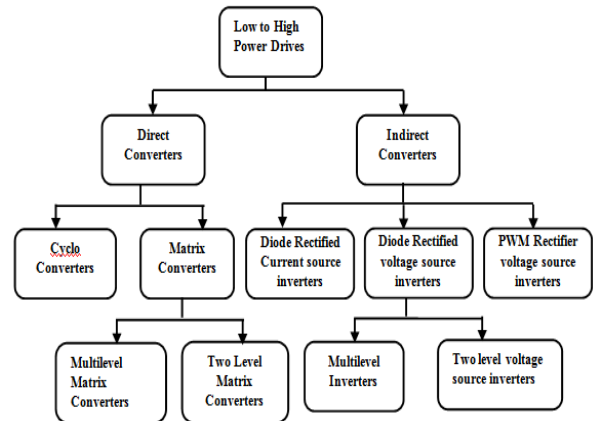 Low to High
Power Drives
Direct
Converters
Indirect
Converters
Cyclo
Converters
Matrix
Converters
Diode Rectified
Current source
inverters
Diode Rectified
voltage source
inverters
PWM Rectifier
voltage source
inverters
Multilevel
Matrix
Converters
Two Level
Matrix
Converters
Multilevel
Inverters
Two level voltage
source inverters